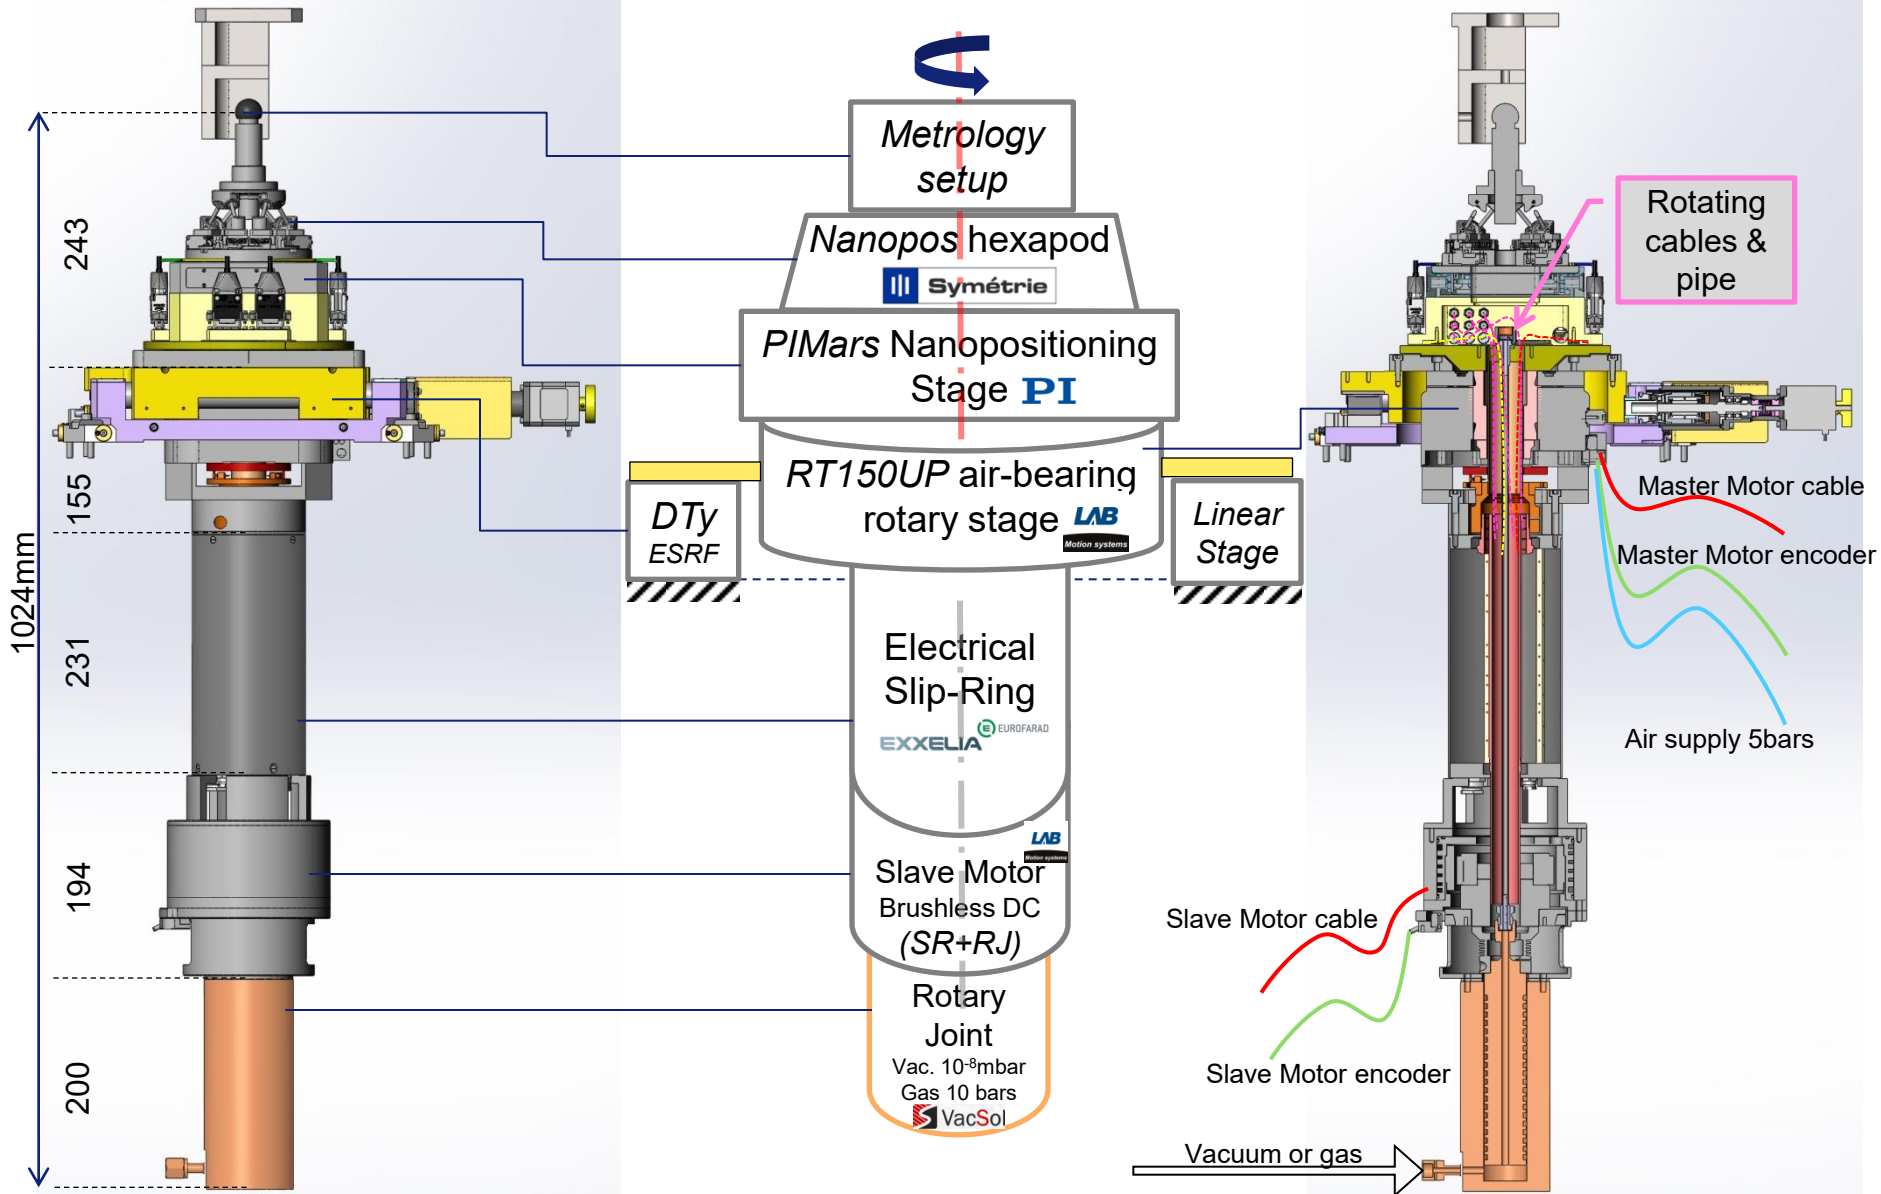 1024mm
243
155
231
194
200
Metrology
setup
Nanopos hexapod
Symétrie
PIMars Nanopositioning
Stage PI
RT150UP air-bearing
rotary stage LAB
Motion systems
DTy
ESRF
Linear
Stage
Electrical
Slip-Ring
EUROFARAD
EXXELIA
LAB
Motion systems
Slave Motor
Brushless DC
(SR+RJ)
Rotary
Joint
Vac. 10⁻⁸mbar
Gas 10 bars
VacSol
Rotating
cables &
pipe
Master Motor cable
Master Motor encoder
Air supply 5bars
Slave Motor cable
Slave Motor encoder
Vacuum or gas